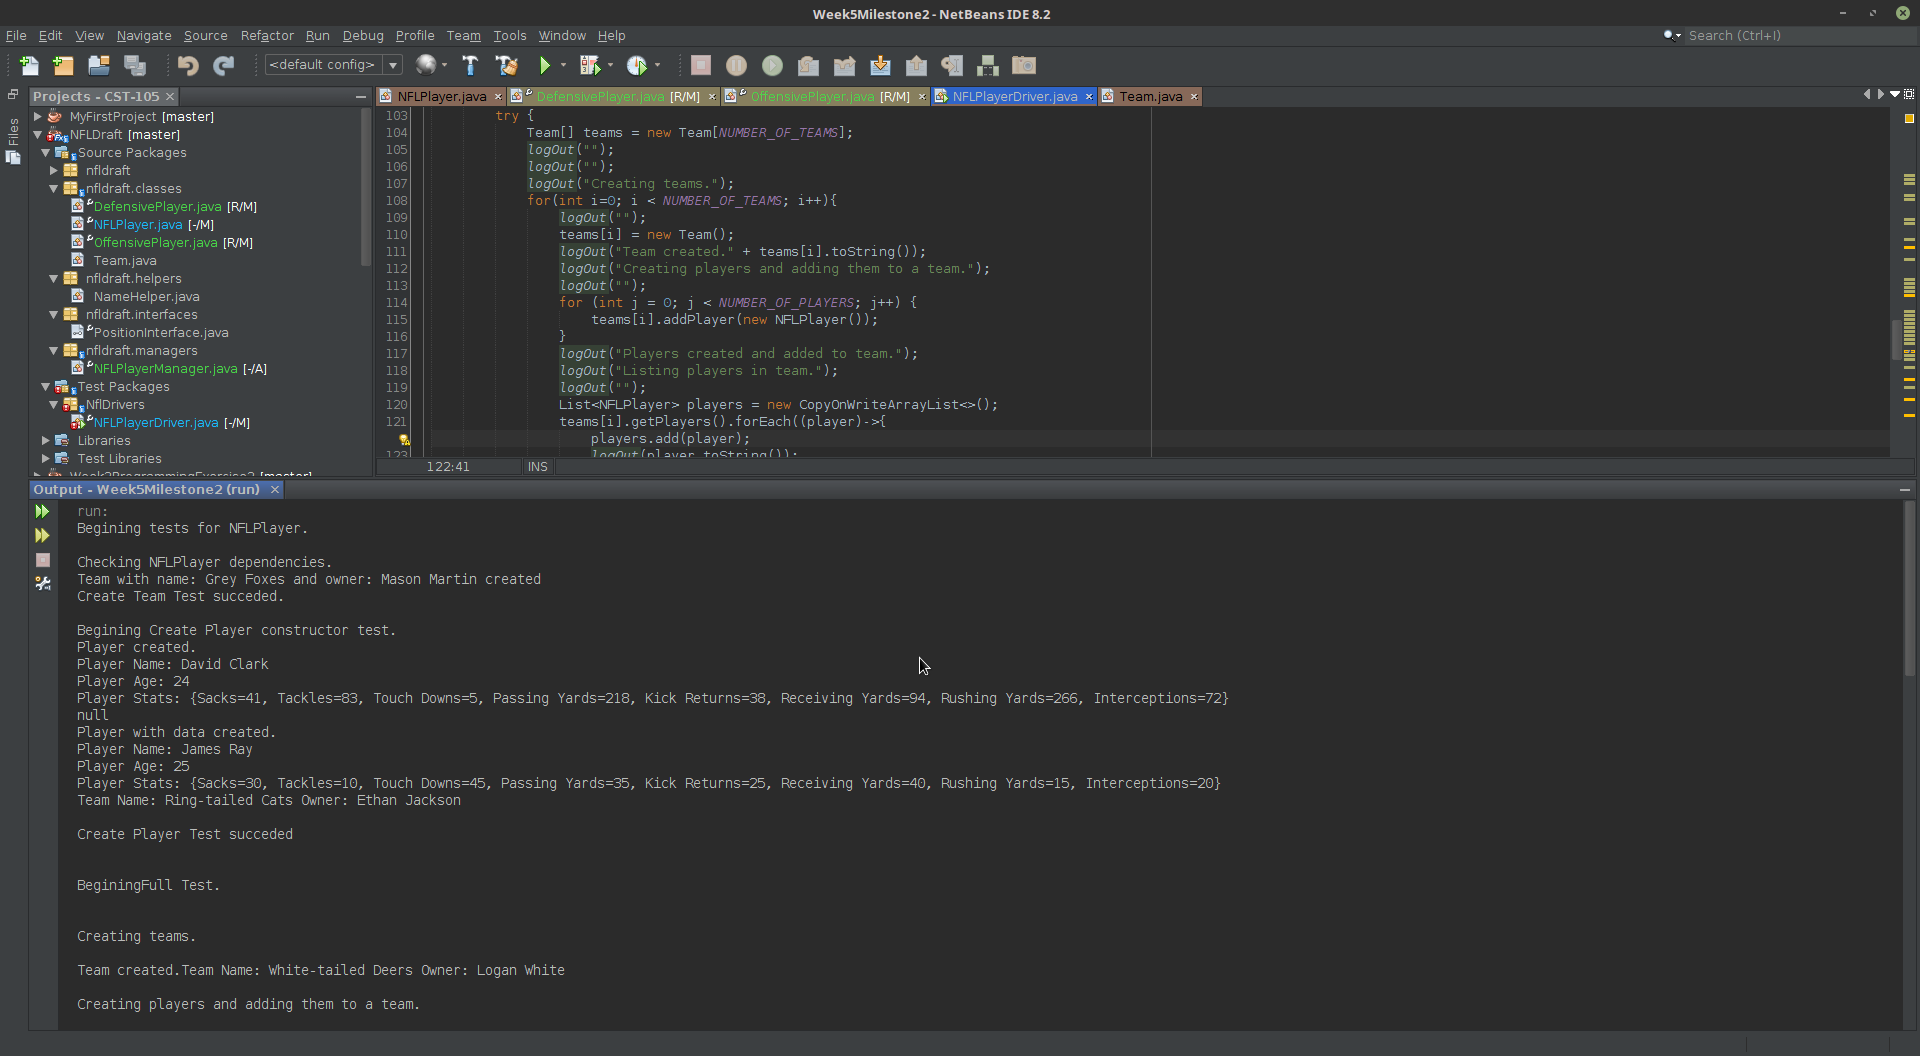 Week5Milestone2 - NetBeans IDE 8.2
File Edit View Navigate Source Refactor Run Debug Profile Team Tools Window Help
Search (Ctrl+I)
<default config>
Files
Projects - CST-105
MyFirstProject [master]
NFLDraft [master]
Source Packages
nfldraft
nfldraft.classes
DefensivePlayer.java [R/M]
NFLPlayer.java [-/M]
OffensivePlayer.java [R/M]
Team.java
nfldraft.helpers
NameHelper.java
nfldraft.interfaces
PositionInterface.java
nfldraft.managers
NFLPlayerManager.java [-/A]
Test Packages
NflDrivers
NFLPlayerDriver.java [-/M]
Libraries
Test Libraries
Week2ProgrammingExercise2 [master]
NFLPlayer.java DefensivePlayer.java [R/M] OffensivePlayer.java [R/M] NFLPlayerDriver.java Team.java
103 try {
104 Team[] teams = new Team[NUMBER_OF_TEAMS];
105 logOut("");
106 logOut("");
107 logOut("Creating teams.");
108 for(int i=0; i < NUMBER_OF_TEAMS; i++){
109 logOut("");
110 teams[i] = new Team();
111 logOut("Team created." + teams[i].toString());
112 logOut("Creating players and adding them to a team.");
113 logOut("");
114 for (int j = 0; j < NUMBER_OF_PLAYERS; j++) {
115 teams[i].addPlayer(new NFLPlayer());
116 }
117 logOut("Players created and added to team.");
118 logOut("Listing players in team.");
119 logOut("");
120 List<NFLPlayer> players = new CopyOnWriteArrayList<>();
121 teams[i].getPlayers().forEach((player)->{
players.add(player);
123 logOut(player.toString());
122:41 INS
Output - Week5Milestone2 (run)
run:
Begining tests for NFLPlayer.
Checking NFLPlayer dependencies.
Team with name: Grey Foxes and owner: Mason Martin created
Create Team Test succeded.
Begining Create Player constructor test.
Player created.
Player Name: David Clark
Player Age: 24
Player Stats: {Sacks=41, Tackles=83, Touch Downs=5, Passing Yards=218, Kick Returns=38, Receiving Yards=94, Rushing Yards=266, Interceptions=72}
null
Player with data created.
Player Name: James Ray
Player Age: 25
Player Stats: {Sacks=30, Tackles=10, Touch Downs=45, Passing Yards=35, Kick Returns=25, Receiving Yards=40, Rushing Yards=15, Interceptions=20}
Team Name: Ring-tailed Cats Owner: Ethan Jackson
Create Player Test succeded
BeginingFull Test.
Creating teams.
Team created.Team Name: White-tailed Deers Owner: Logan White
Creating players and adding them to a team.